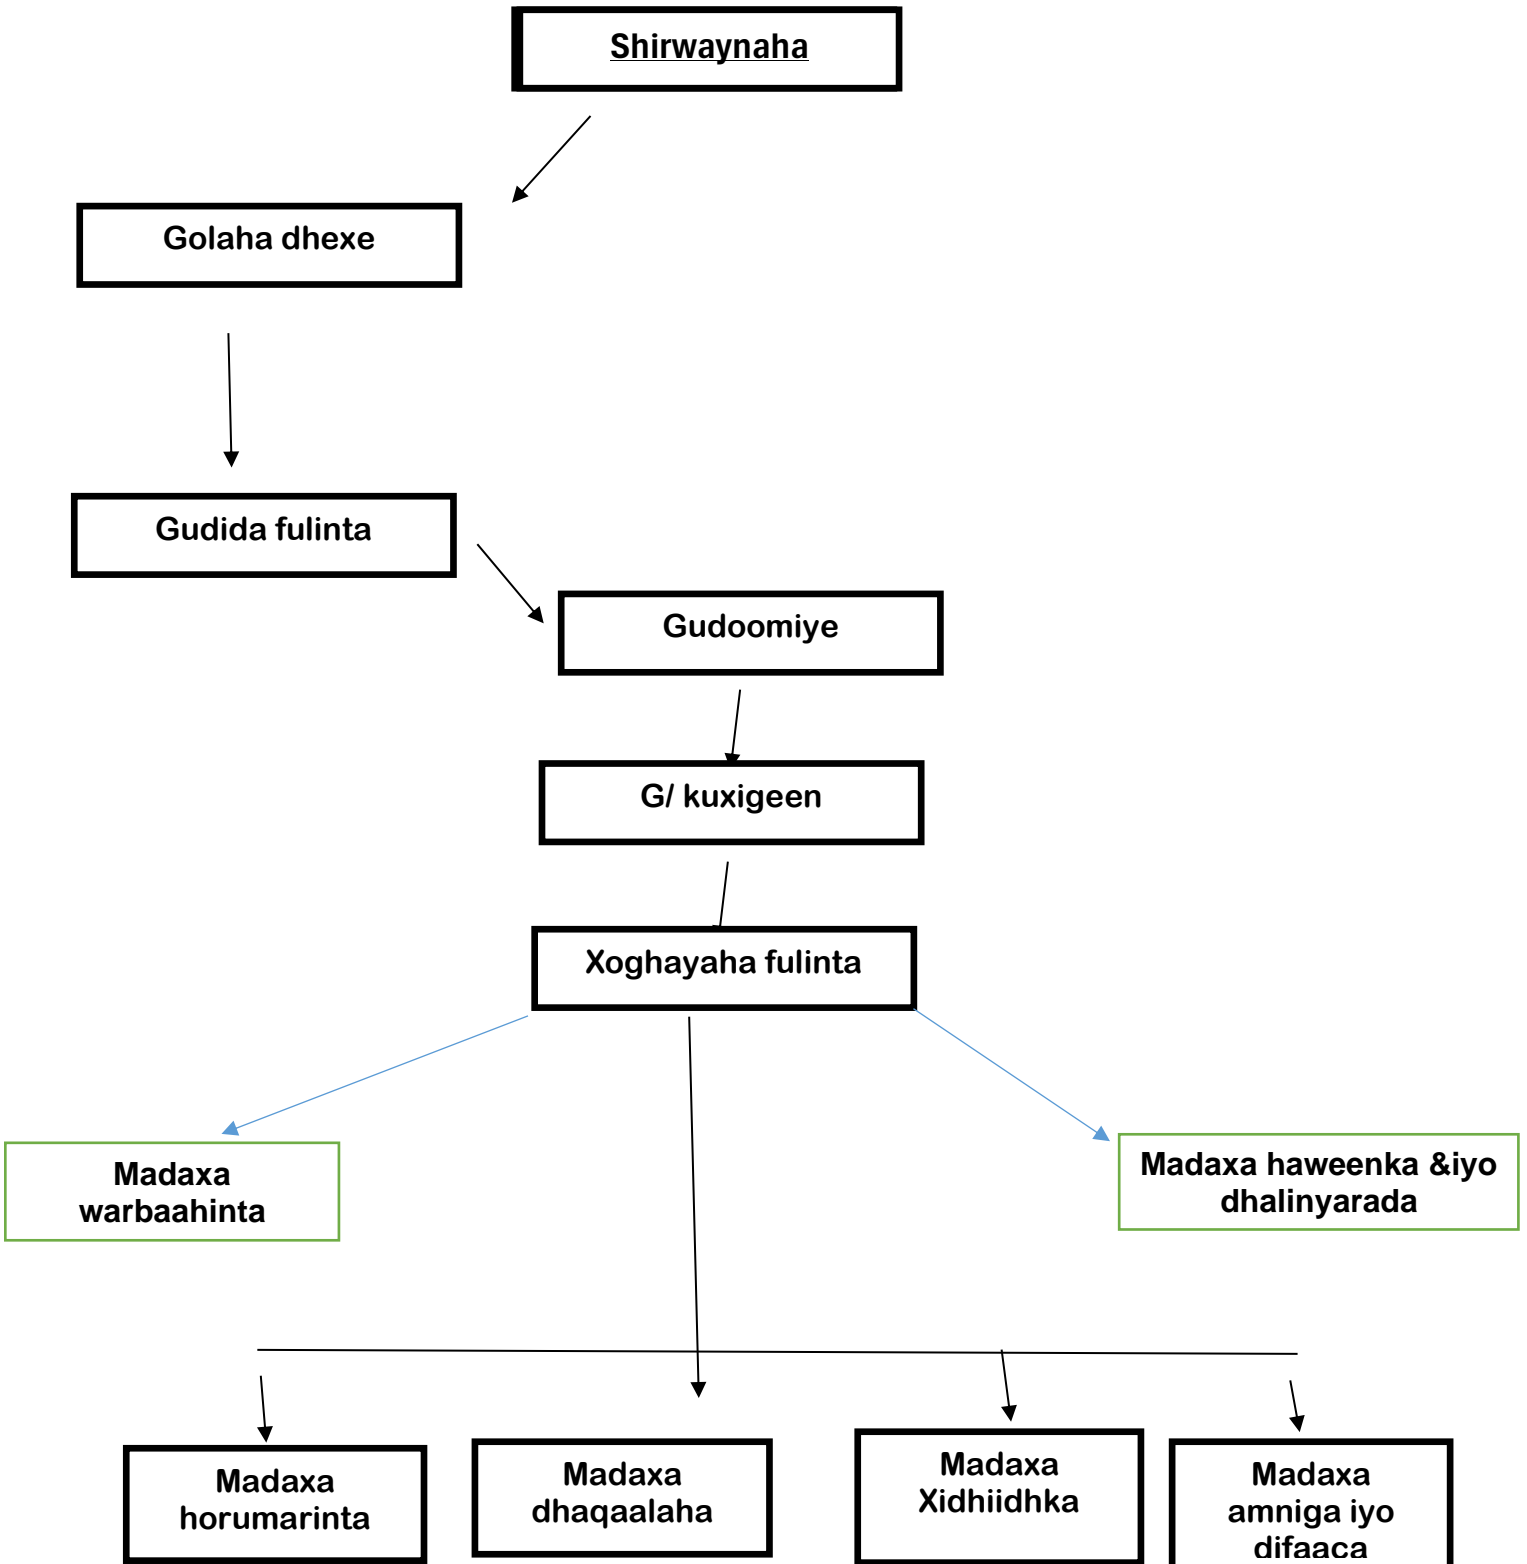 Shirwaynaha
Golaha dhexe
Gudida fulinta
Gudoomiye
G/ kuxigeen
Xoghayaha fulinta
Madaxa
warbaahinta
Madaxa haweenka &iyo
dhalinyarada
Madaxa
horumarinta
Madaxa
dhaqaalaha
Madaxa
Xidhiidhka
Madaxa
amniga iyo
difaaca